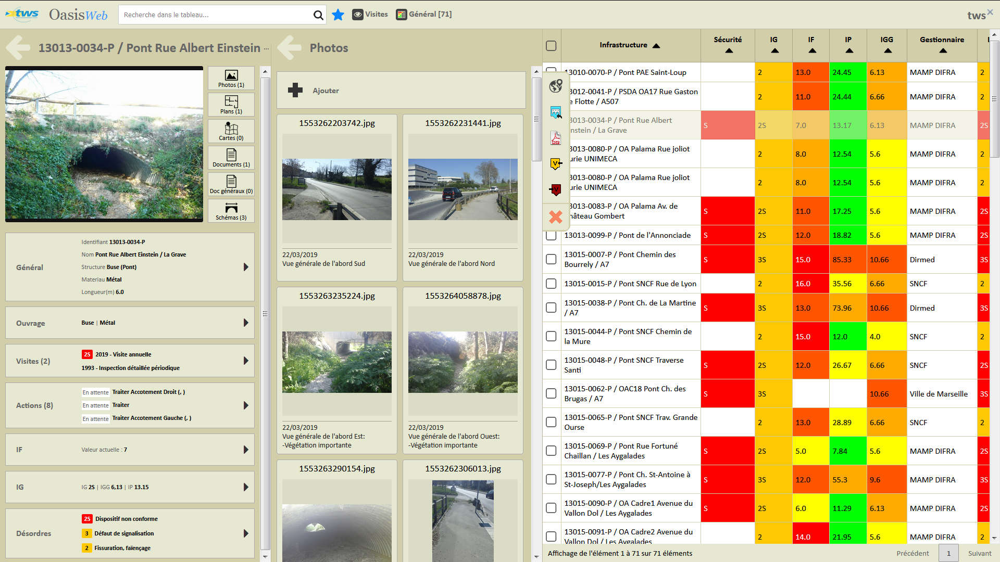 tws OasisWeb Recherche dans le tableau... Visites Général [71] tws
13013-0034-P / Pont Rue Albert Einstein ...
Photos (1)
Plans (1)
Cartes (0)
Documents (1)
Doc généraux (0)
Schémas (3)
Général
Identifiant 13013-0034-P
Nom Pont Rue Albert Einstein / La Grave
Structure Buse (Pont)
Materiau Métal
Longueur(m) 6.0
Ouvrage
Buse | Métal
Visites (2)
2S 2019 - Visite annuelle
1993 - Inspection détaillée périodique
Actions (8)
En attente Traiter Accotement Droit (, )
En attente Traiter
En attente Traiter Accotement Gauche (, )
IF
Valeur actuelle : 7
IG
IG 2S | IGG 6,13 | IP 13.15
Désordres
2S Dispositif non conforme
3 Défaut de signalisation
2 Fissuration, faïençage
Photos
Ajouter
1553262203742.jpg
22/03/2019
Vue générale de l'abord Sud
1553262231441.jpg
22/03/2019
Vue générale de l'abord Nord
1553263235224.jpg
22/03/2019
Vue générale de l'abord Est:
-Végétation importante
1553264058878.jpg
22/03/2019
Vue générale de l'abord Ouest:
-Végétation importante
1553263290154.jpg
1553262306013.jpg
PDF
V
V
Infrastructure Sécurité IG IF IP IGG Gestionnaire
13010-0070-P / Pont PAE Saint-Loup 2 13.0 24.45 6.13 MAMP DIFRA 2
3012-0041-P / PSDA OA17 Rue Gaston
e Flotte / A507 2 11.0 24.44 6.66 MAMP DIFRA 2
3013-0034-P / Pont Rue Albert
instein / La Grave S 2S 7.0 13.17 6.13 MAMP DIFRA 2S
3013-0080-P / OA Palama Rue joliot
urie UNIMECA 2 8.0 12.54 5.6 MAMP DIFRA 2
3013-0080-P / OA Palama Rue joliot
urie UNIMECA 2 8.0 12.54 5.6 MAMP DIFRA 2
3013-0083-P / OA Palama Av. de
hâteau Gombert S 2S 11.0 17.25 5.6 MAMP DIFRA 2S
13013-0099-P / Pont de l'Annonciade S 2S 12.0 18.82 5.6 MAMP DIFRA 2S
13015-0007-P / Pont Chemin des
Bourrely / A7 S 3S 15.0 85.33 10.66 Dirmed 3S
13015-0015-P / Pont SNCF Rue de Lyon 2 16.0 35.56 6.66 SNCF 2
13015-0038-P / Pont Ch. de La Martine
/ A7 S 3S 13.0 73.96 10.66 Dirmed 3S
13015-0044-P / Pont SNCF Chemin de
la Mure 2 15.0 12.0 4.0 SNCF 2
13015-0048-P / Pont SNCF Traverse
Santi S 2S 12.0 26.67 6.66 SNCF 2S
13015-0062-P / OAC18 Pont Ch. des
Brugas / A7 S 3S 10.66 Ville de Marseille 3S
13015-0065-P / Pont SNCF Trav. Grande
Ourse 2 13.0 28.89 6.66 SNCF 2
13015-0069-P / Pont Rue Fortuné
Chaillan / Les Aygalades S 2S 5.0 7.84 5.6 MAMP DIFRA 2S
13015-0077-P / Pont Ch. St-Antoine à
St-Joseph/Les Aygalades S 3S 12.0 55.3 9.6 MAMP DIFRA 3S
13015-0090-P / OA Cadre1 Avenue du
Vallon Dol / Les Aygalades S 2S 6.0 11.29 6.13 MAMP DIFRA 2S
13015-0091-P / OA Cadre2 Avenue du
Vallon Dol / Les Aygalades 2 14.0 21.95 5.6 MAMP DIFRA 2
Affichage de l'élément 1 à 71 sur 71 éléments Précédent 1 Suivant